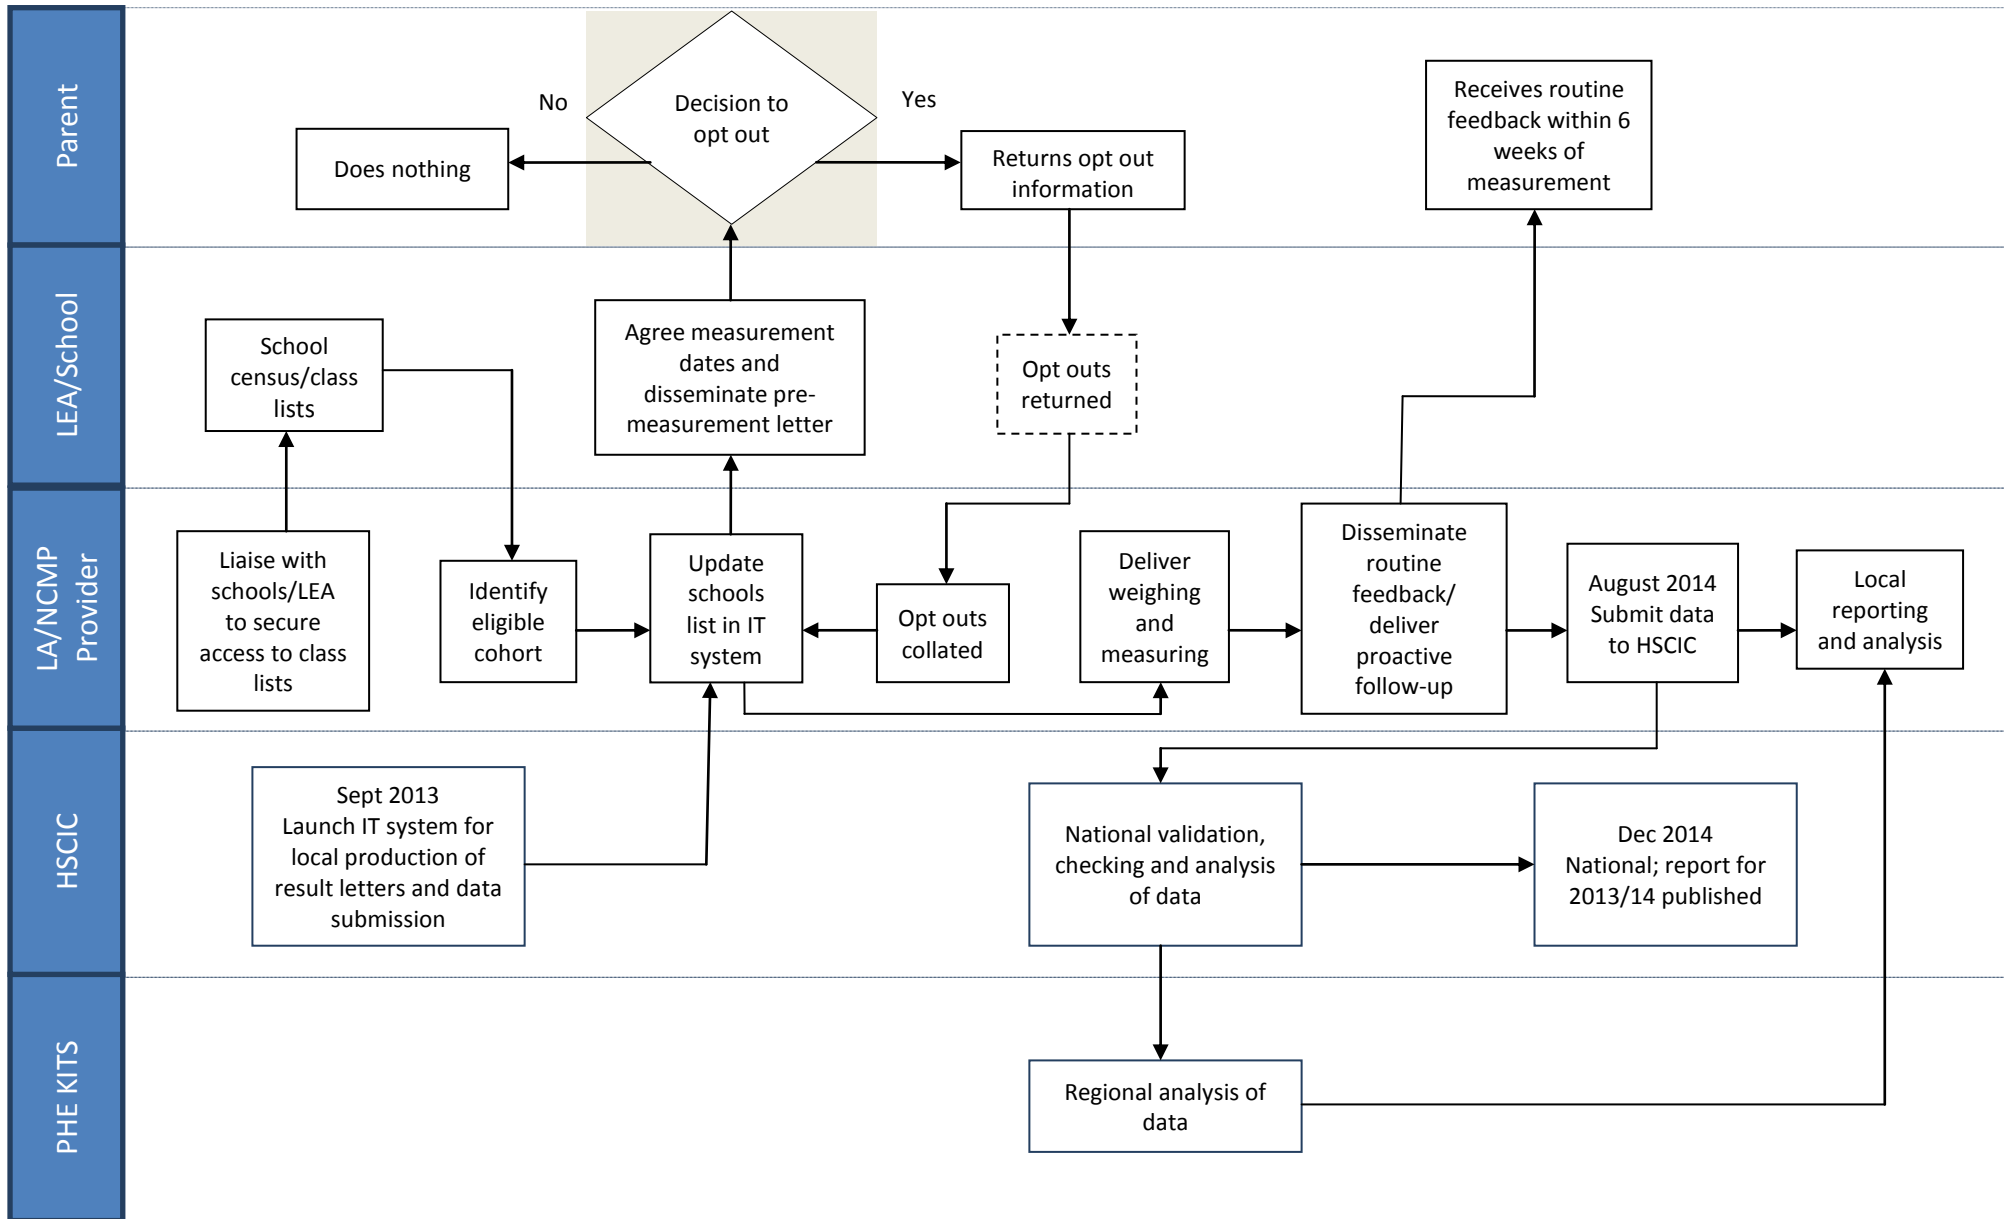 Parent
No
Decision to
opt out
Yes
Does nothing
Returns opt out
information
Receives routine
feedback within 6
weeks of
measurement
LEA/School
School
census/class
lists
Agree measurement
dates and
disseminate pre-
measurement letter
Opt outs
returned
LA/NCMP
Provider
Liaise with
schools/LEA
to secure
access to class
lists
Identify
eligible
cohort
Update
schools
list in IT
system
Opt outs
collated
Deliver
weighing
and
measuring
Disseminate
routine
feedback/
deliver
proactive
follow-up
August 2014
Submit data
to HSCIC
Local
reporting
and analysis
HSCIC
Sept 2013
Launch IT system for
local production of
result letters and data
submission
National validation,
checking and analysis
of data
Dec 2014
National; report for
2013/14 published
PHE KITS
Regional analysis of
data